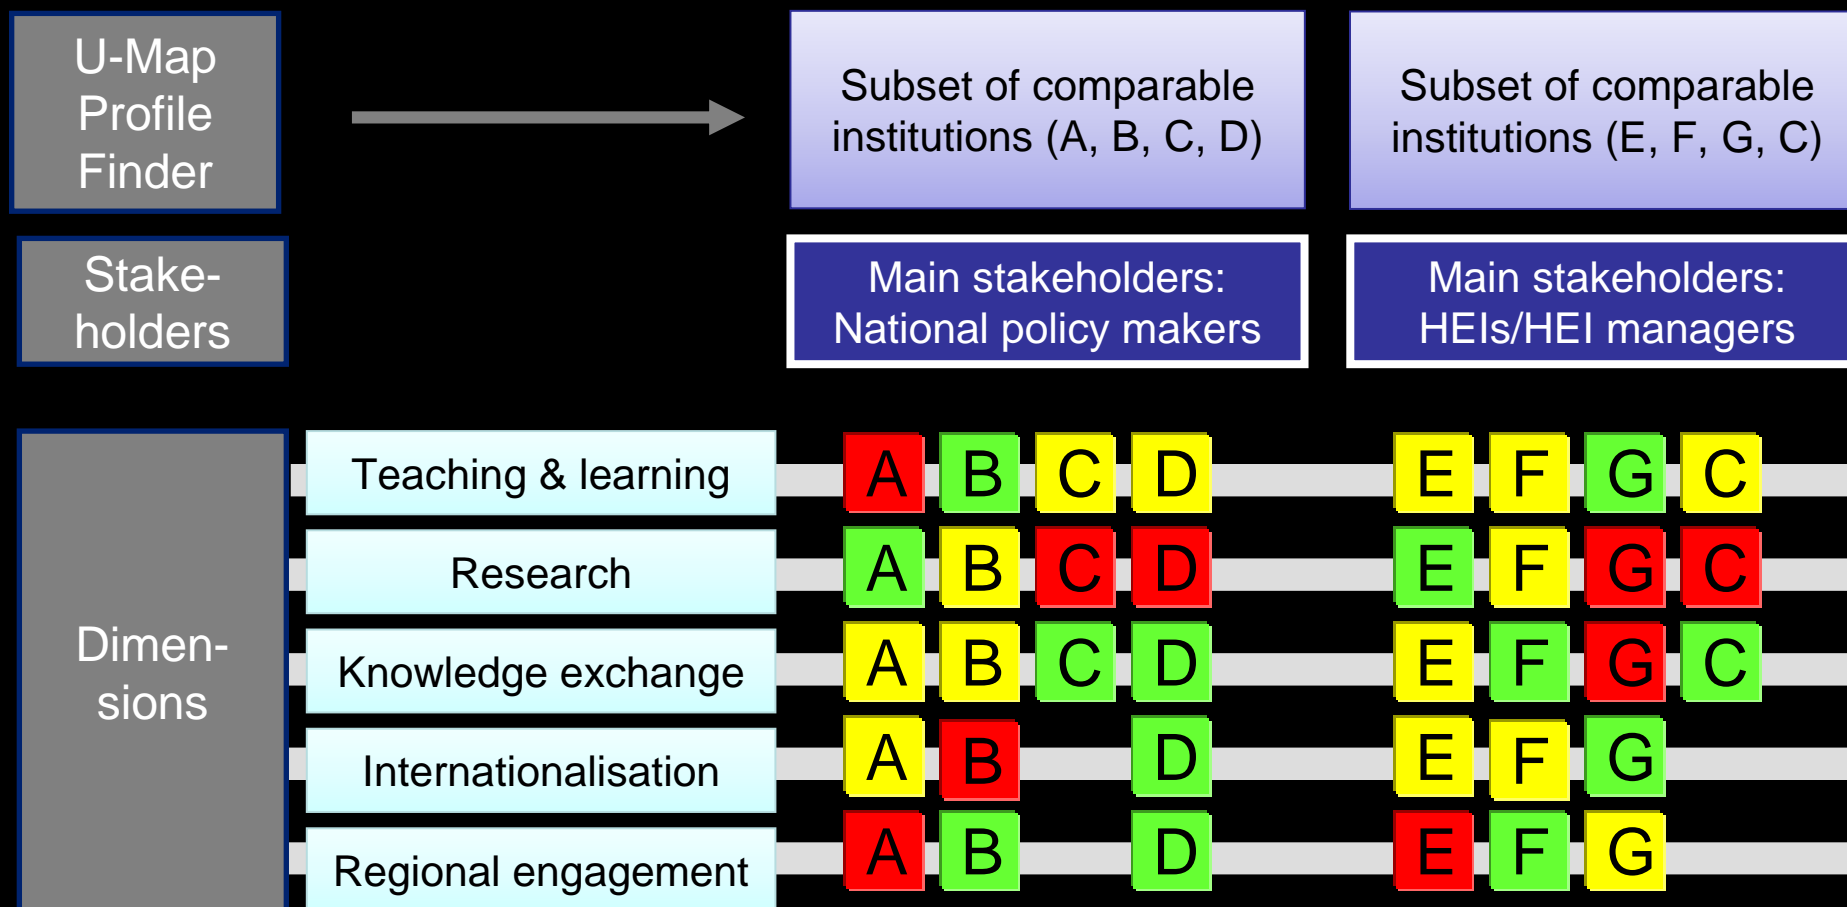 U-Map
Profile
Finder
Subset of comparable
institutions (A, B, C, D)
Subset of comparable
institutions (E, F, G, C)
Stake-
holders
Main stakeholders:
National policy makers
Main stakeholders:
HEIs/HEI managers
Dimen-
sions
Teaching & learning
A B C D E F G C
Research
A B C D E F G C
Knowledge exchange
A B C D E F G C
Internationalisation
A B D E F G
Regional engagement
A B D E F G